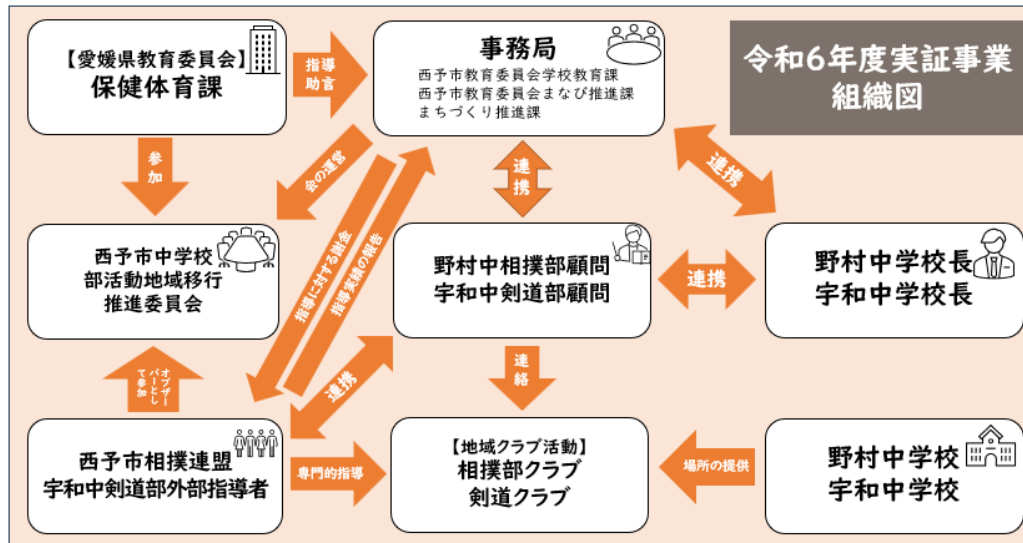 【愛媛県教育委員会】
保健体育課
指導
助言
事務局
西予市教育委員会学校教育課
西予市教育委員会まなび推進課
まちづくり推進課
令和6年度実証事業
組織図
参加
会の運営
連携
連携
西予市中学校
部活動地域移行
推進委員会
指導に対する謝金
指導実績の報告
野村中相撲部顧問
宇和中剣道部顧問
連携
野村中学校長
宇和中学校長
オブザー
バーとし
て参加
連携
連絡
西予市相撲連盟
宇和中剣道部外部指導者
専門的指導
【地域クラブ活動】
相撲部クラブ
剣道クラブ
場所の提供
野村中学校
宇和中学校